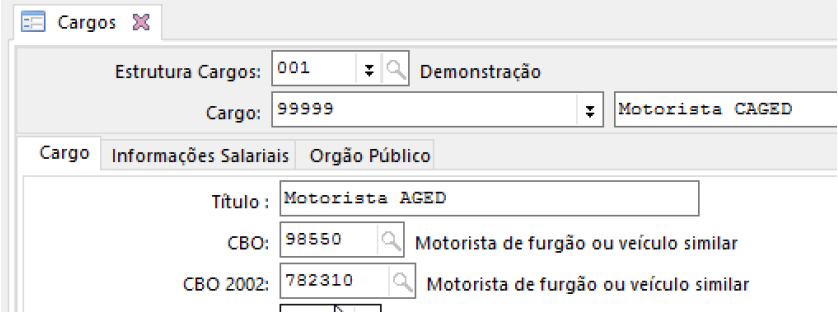 Cargos
Estrutura Cargos: 001 Demonstração
Cargo: 99999 Motorista CAGED
Cargo Informações Salariais Orgão Público
Título : Motorista AGED
CBO: 98550 Motorista de furgão ou veículo similar
CBO 2002: 782310 Motorista de furgão ou veículo similar